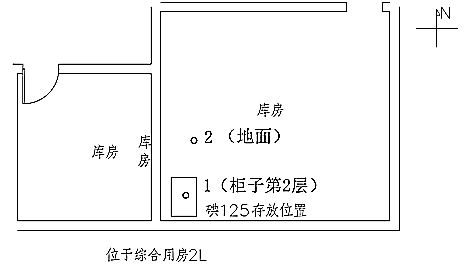 N
库房
2（地面）
库房
库房
1（柜子第2层）
碘125存放位置
位于综合用房2L